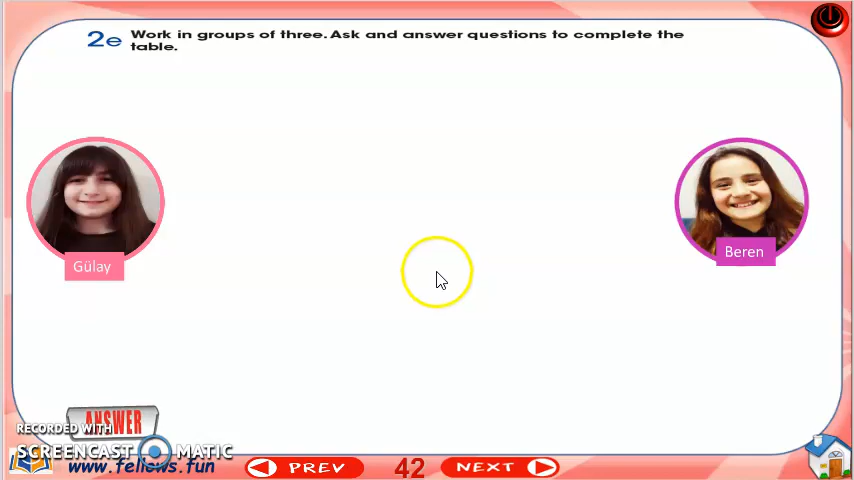 2e Work in groups of three. Ask and answer questions to complete the
table.
Gülay
Beren
ANSWER
RECORDED WITH
SCREENCAST MATIC
www.fellows.fun
PREV 42 NEXT